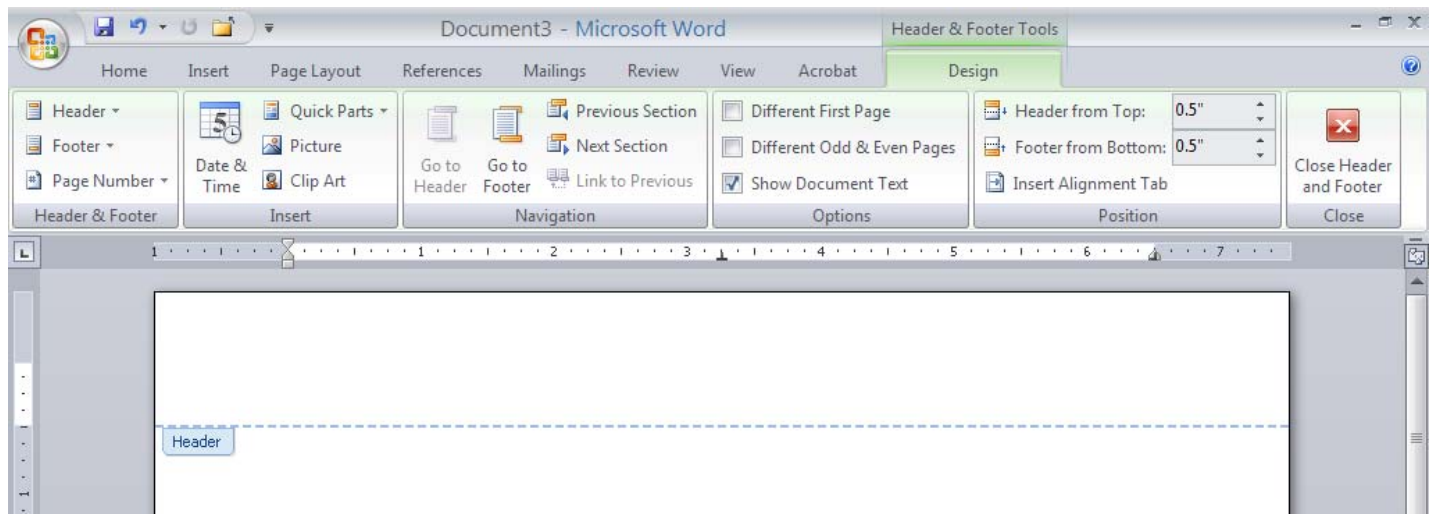 Document3 - Microsoft Word
Header & Footer Tools
Home Insert Page Layout References Mailings Review View Acrobat Design
Header
Footer
Page Number
Header & Footer
5
Date &
Time
Quick Parts
Picture
Clip Art
Insert
Go to
Header
Go to
Footer
Previous Section
Next Section
Link to Previous
Navigation
Different First Page
Different Odd & Even Pages
Show Document Text
Options
Header from Top: 0.5"
Footer from Bottom: 0.5"
Insert Alignment Tab
Position
Close Header
and Footer
Close
L
1 1 2 3 4 5 6 7
Header
1